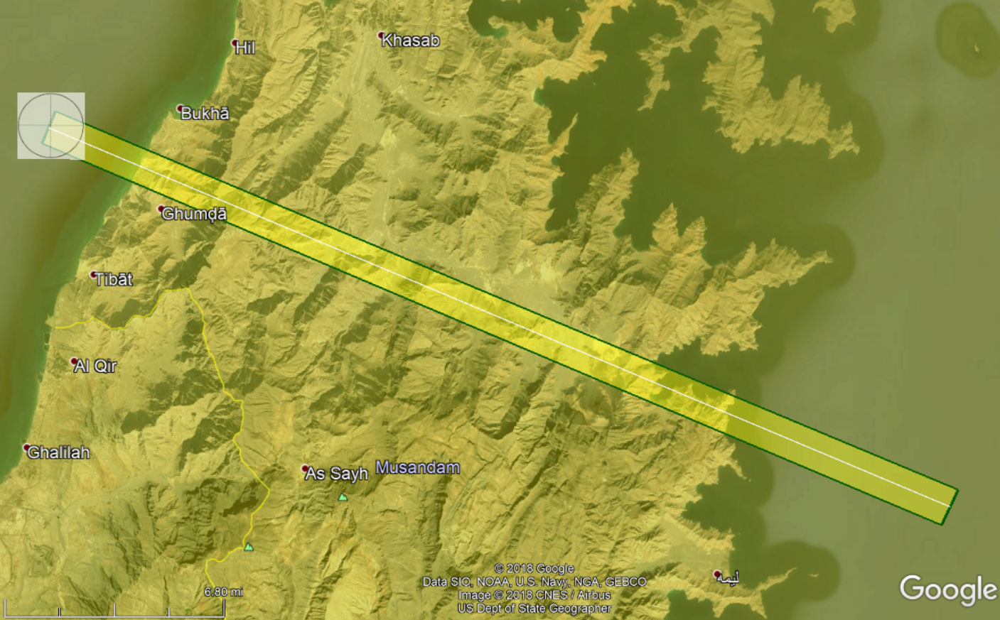 Khasab
Hil
Bukhā
Ghumḍā
Tibāt
Al Qir
Ghalilah
As Sayh
Musandam
ليمه
© 2018 Google
Data SIO, NOAA, U.S. Navy, NGA, GEBCO
Image © 2018 CNES / Airbus
US Dept of State Geographer
Google
6.80 mi